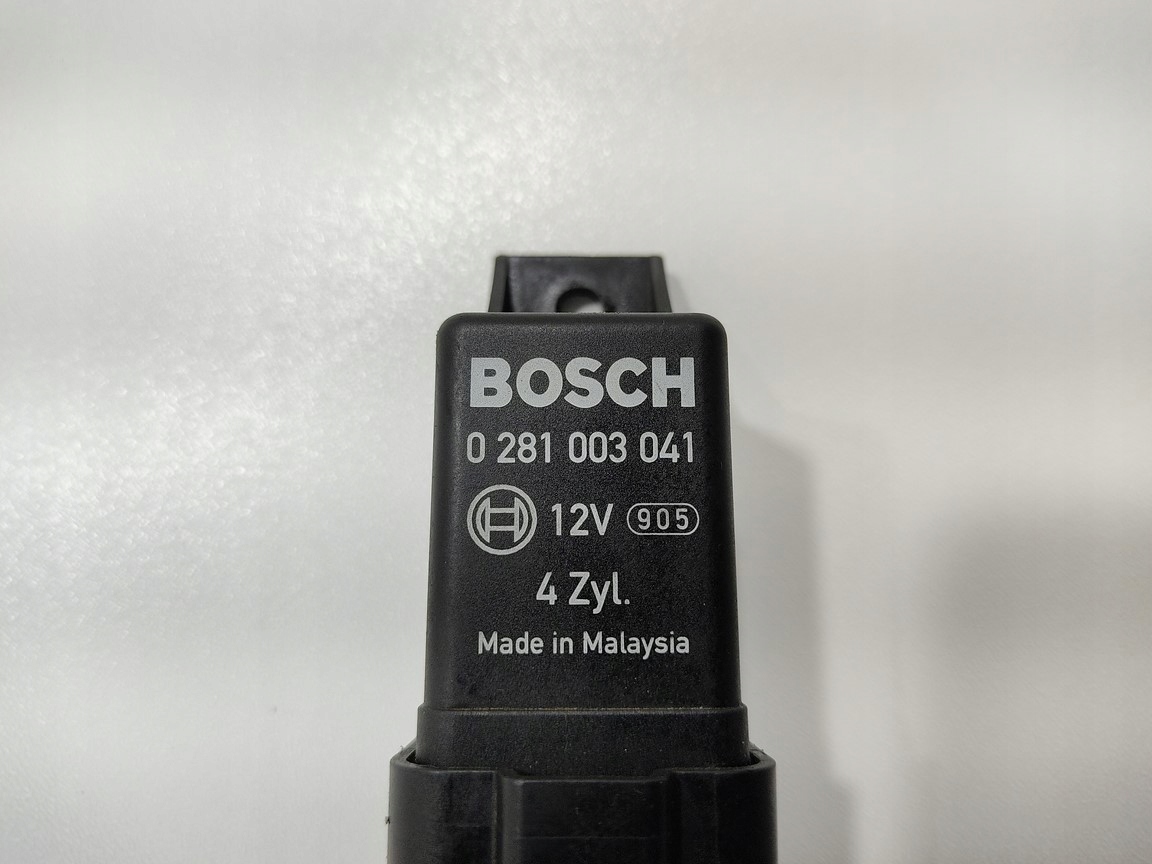 BOSCH
0 281 003 041
12V 905
4 Zyl.
Made in Malaysia